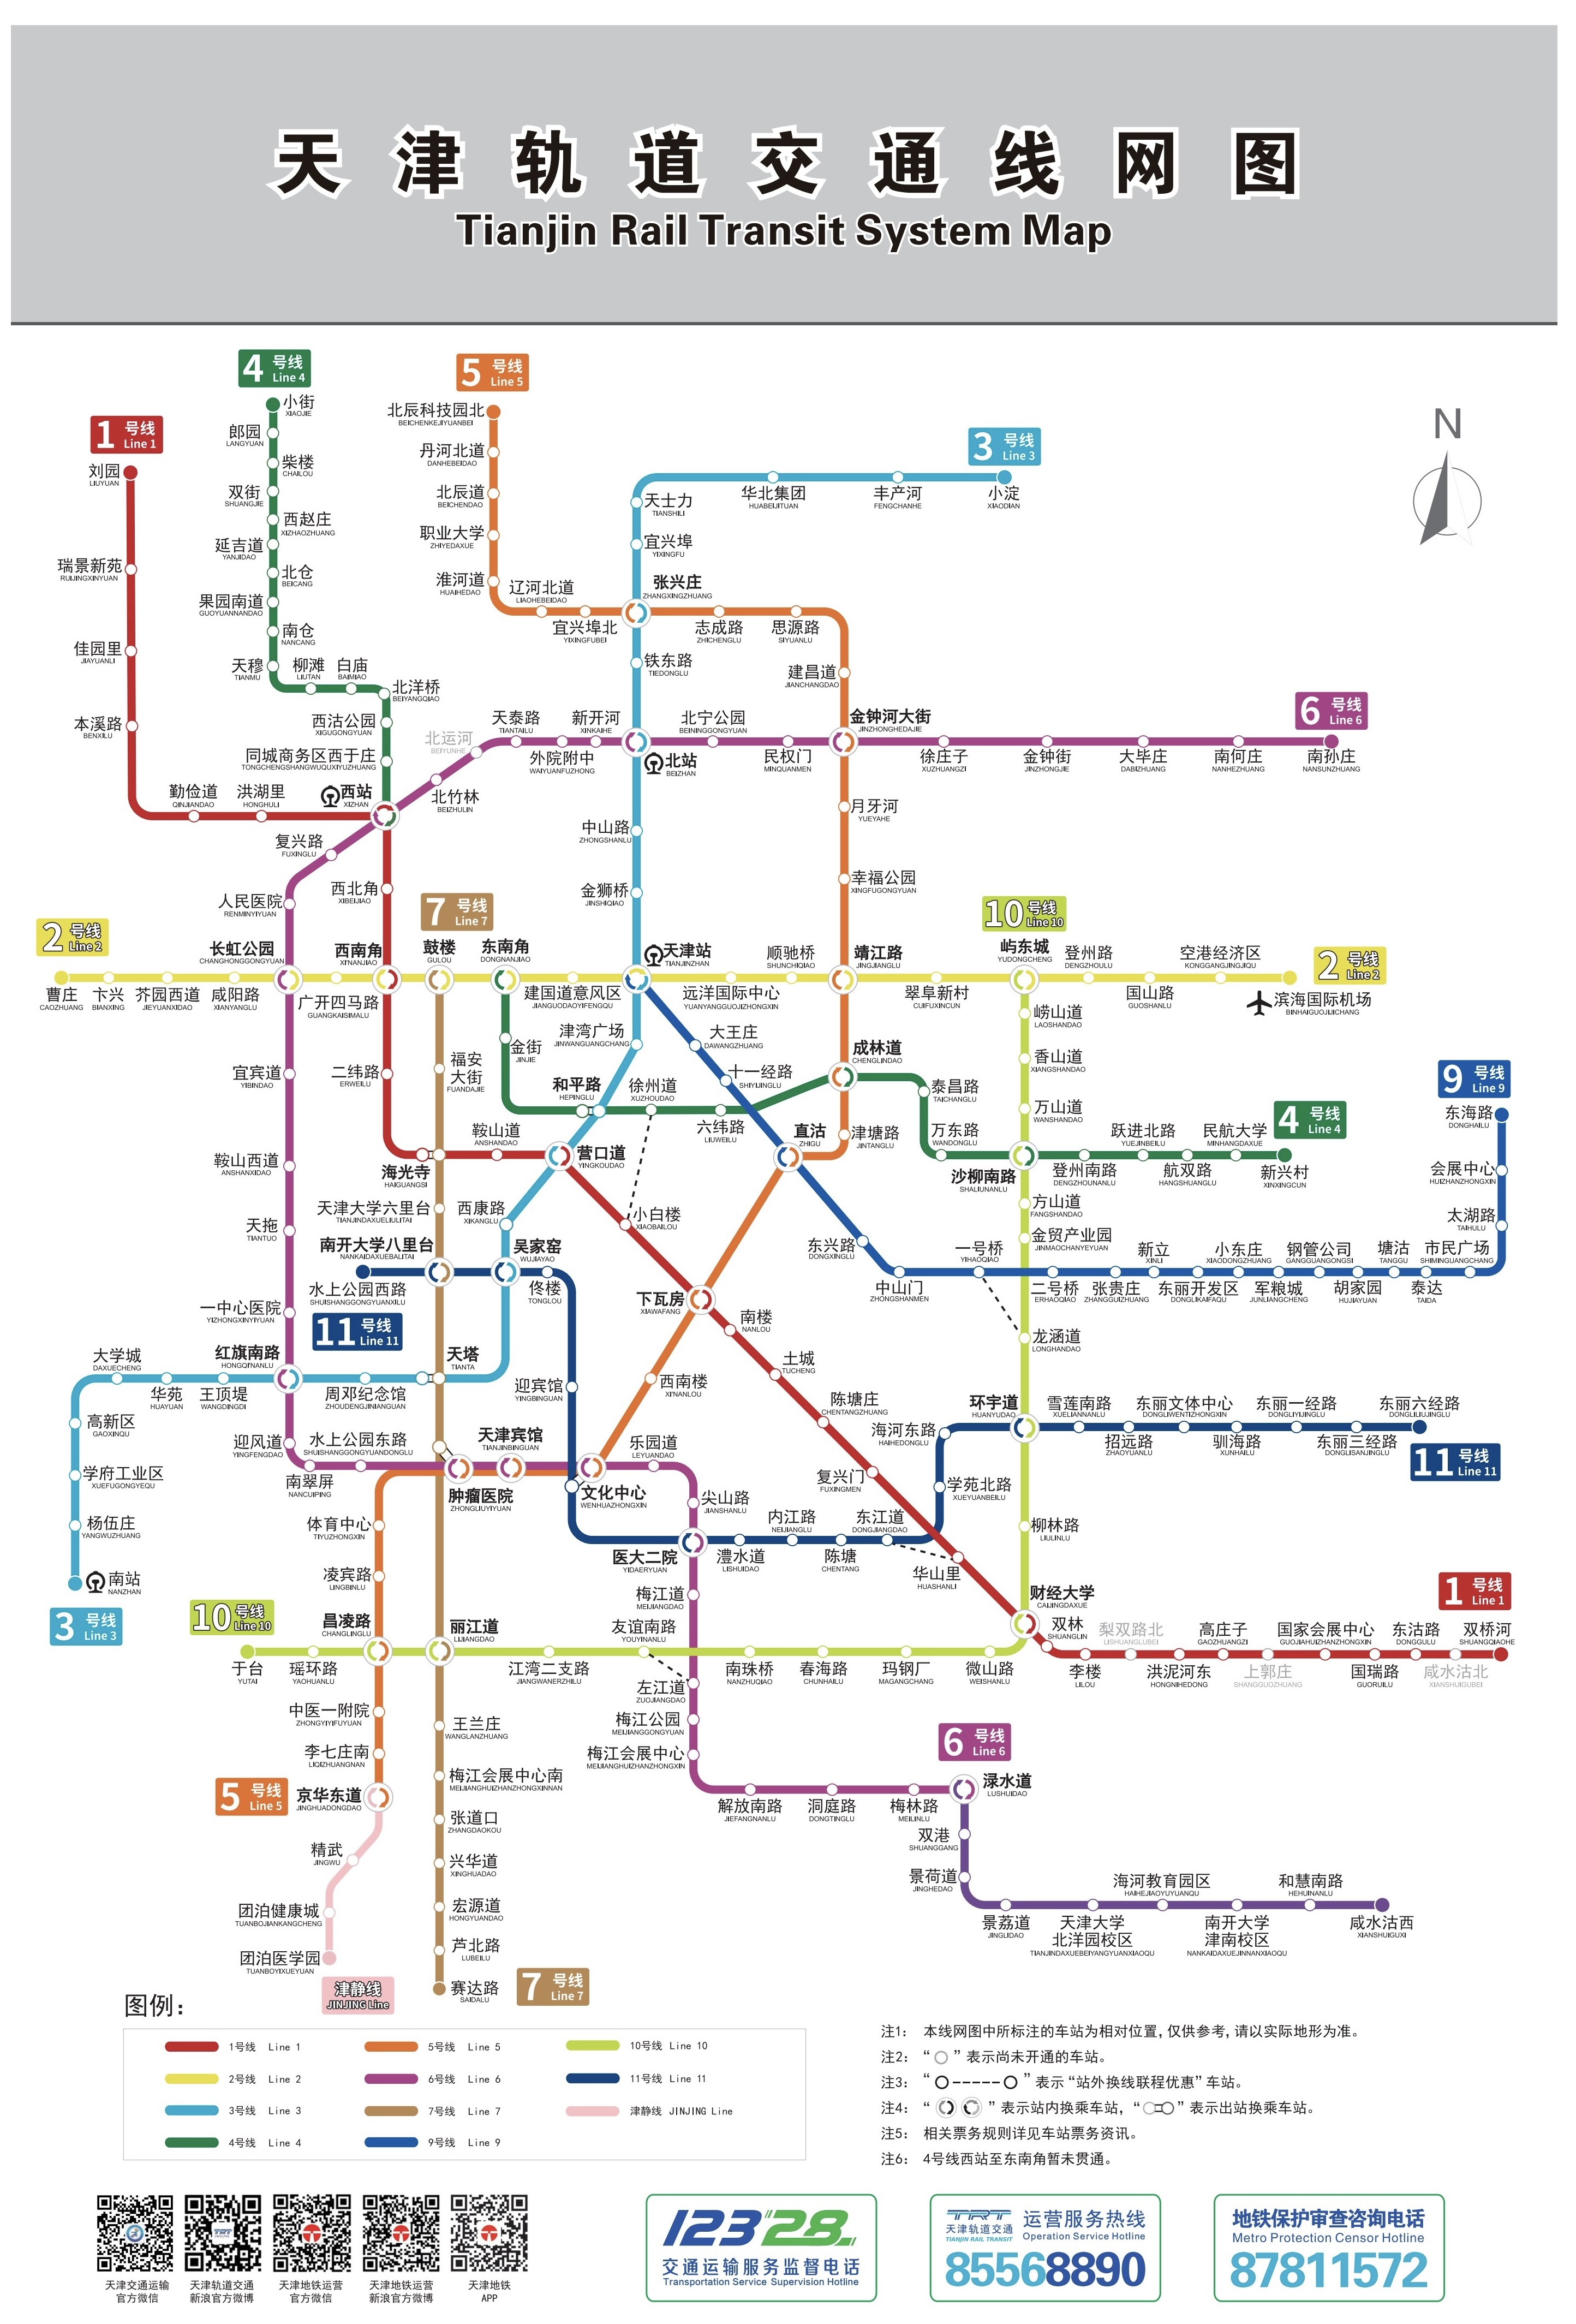 天津轨道交通线网图
Tianjin Rail Transit System Map
4 号线 Line 4
5 号线 Line 5
1 号线 Line 1
3 号线 Line 3
N
小街
XIAOJIE
郎园
LANGYUAN
柴楼
CHAILOU
双街
SHUANGJIE
西赵庄
XIZHAOZHUANG
延吉道
YANJIDAO
北仓
BEICANG
果园南道
GUOYUANNANDAO
南仓
NANCANG
天穆
TIANMU
柳滩
LIUTAN
白庙
BAIMIAO
北洋桥
BEIYANGQIAO
西沽公园
XIGUGONGYUAN
同城商务区西于庄
TONGCHENGSHANGWUQUXIYUZHUANG
西站
XIZHAN
刘园
LIUYUAN
瑞景新苑
RUIJINGXINYUAN
佳园里
JIAYUANLI
本溪路
BENXILU
勤俭道
QINJIANDAO
洪湖里
HONGHULI
北辰科技园北
BEICHENKEJIYUANBEI
丹河北道
DANHEBEIDAO
北辰道
BEICHENDAO
职业大学
ZHIYEDAXUE
淮河道
HUAIHEDAO
辽河北道
LIAOHEBEIDAO
宜兴埠北
YIXINGFUBEI
张兴庄
ZHANGXINGZHUANG
志成路
ZHICHENGLU
思源路
SIYUANLU
建昌道
JIANCHANGDAO
天士力
TIANSHILI
华北集团
HUABEIJITUAN
丰产河
FENGCHANHE
小淀
XIAODIAN
宜兴埠
YIXINGFU
铁东路
TIEDONGLU
6 号线 Line 6
北运河
BEIYUNHE
天泰路
TIANTAILU
外院附中
WAIYUANFUZHONG
新开河
XINKAIHE
北站
BEIZHAN
北宁公园
BEININGGONGYUAN
民权门
MINQUANMEN
金钟河大街
JINZHONGHEDAJIE
徐庄子
XUZHUANGZI
金钟街
JINZHONGJIE
大毕庄
DABIZHUANG
南何庄
NANHEZHUANG
南孙庄
NANSUNZHUANG
北竹林
BEIZHULIN
复兴路
FUXINGLU
人民医院
RENMINYIYUAN
西北角
XIBEIJIAO
中山路
ZHONGSHANLU
金狮桥
JINSHIQIAO
月牙河
YUEYAHE
幸福公园
XINGFUGONGYUAN
7 号线 Line 7
10 号线 Line 10
2 号线 Line 2
2 号线 Line 2
曹庄
CAOZHUANG
卞兴
BIANXING
芥园西道
JIEYUANXIDAO
咸阳路
XIANYANGLU
长虹公园
CHANGHONGGONGYUAN
广开四马路
GUANGKAISIMALU
西南角
XI'NANJIAO
鼓楼
GULOU
东南角
DONGNANJIAO
建国道意风区
JIANGUODAOYIFENGQU
天津站
TIANJINZHAN
远洋国际中心
YUANYANGGUOJIZHONGXIN
顺驰桥
SHUNCHIQIAO
靖江路
JINGJIANGLU
翠阜新村
CUIFUXINCUN
屿东城
YUDONGCHENG
登州路
DENGZHOULU
国山路
GUOSHANLU
空港经济区
KONGGANGJINGJIQU
滨海国际机场
BINHAIGUOJIJICHANG
津湾广场
JINWANGUANGCHANG
金街
JINJIE
和平路
HEPINGLU
徐州道
XUZHOUDAO
六纬路
LIUWEILU
大王庄
DAWANGZHUANG
十一经路
SHIYIJINGLU
成林道
CHENGLINDAO
泰昌路
TAICHANGLU
万东路
WANDONGLU
沙柳南路
SHALIUNANLU
登州南路
DENGZHOUNANLU
跃进北路
YUEJINBEILU
航双路
HANGSHUANGLU
民航大学
MINHANGDAXUE
新兴村
XINXINGCUN
4 号线 Line 4
9 号线 Line 9
崂山道
LAOSHANDAO
香山道
XIANGSHANDAO
万山道
WANSHANDAO
方山道
FANGSHANDAO
金贸产业园
JINMAOCHANYEYUAN
宜宾道
YIBINDAO
二纬路
ERWEILU
福安大街
FUANDAJIE
鞍山西道
ANSHANXIDAO
天拖
TIANTUO
一中心医院
YIZHONGXINYIYUAN
海光寺
HAIGUANGSI
鞍山道
ANSHANDAO
营口道
YINGKOUDAO
直沽
ZHIGU
津塘路
JINTANGLU
天津大学六里台
TIANJINDAXUELIULITAI
西康路
XIKANGLU
小白楼
XIAOBAILOU
南开大学八里台
NANKAIDAXUEBALITAI
水上公园西路
SHUISHANGGONGYUANXILU
11 号线 Line 11
吴家窑
WUJIAYAO
佟楼
TONGLOU
下瓦房
XIAWAFANG
南楼
NANLOU
土城
TUCHENG
陈塘庄
CHENTANGZHUANG
复兴门
FUXINGMEN
华山里
HUASHANLI
东兴路
DONGXINGLU
中山门
ZHONGSHANMEN
一号桥
YIHAOQIAO
二号桥
ERHAOQIAO
张贵庄
ZHANGGUIZHUANG
新立
XINLI
东丽开发区
DONGLIKAIFAQU
小东庄
XIAODONGZHUANG
军粮城
JUNLIANGCHENG
钢管公司
GANGGUANGONGSI
胡家园
HUJIAYUAN
塘沽
TANGGU
泰达
TAIDA
市民广场
SHIMINGUANGCHANG
太湖路
TAIHULU
会展中心
HUIZHANZHONGXIN
东海路
DONGHAILU
龙涵道
LONGHANDAO
大学城
DAXUECHENG
华苑
HUAYUAN
王顶堤
WANGDINGDI
红旗南路
HONGQINANLU
周邓纪念馆
ZHOUDENGJINIANGUAN
天塔
TIANTA
高新区
GAOXINQU
学府工业区
XUEFUGONGYEQU
杨伍庄
YANGWUZHUANG
南站
NANZHAN
3 号线 Line 3
迎宾馆
YINGBINGUAN
西南楼
XI'NANLOU
迎风道
YINGFENGDAO
南翠屏
NANCUIPING
水上公园东路
SHUISHANGGONGYUANDONGLU
肿瘤医院
ZHONGLIUYIYUAN
天津宾馆
TIANJINBINGUAN
文化中心
WENHUAZHONGXIN
乐园道
LEYUANDAO
尖山路
JIANSHANLU
医大二院
YIDAERYUAN
澧水道
LISHUIDAO
内江路
NEIJIANGLU
陈塘
CHENTANG
东江道
DONGJIANGDAO
学苑北路
XUEYUANBEILU
海河东路
HAIHEDONGLU
环宇道
HUANYUDAO
雪莲南路
XUELIANNANLU
招远路
ZHAOYUANLU
东丽文体中心
DONGLIWENTIZHONGXIN
驯海路
XUNHAILU
东丽一经路
DONGLIYIJINGLU
东丽三经路
DONGLISANJINGLU
东丽六经路
DONGLILIUJINGLU
11 号线 Line 11
柳林路
LIULINLU
体育中心
TIYUZHONGXIN
凌宾路
LINGBINLU
昌凌路
CHANGLINGLU
丽江道
LIJIANGDAO
10 号线 Line 10
于台
YUTAI
瑶环路
YAOHUANLU
江湾二支路
JIANGWANERZHILU
友谊南路
YOUYINANLU
南珠桥
NANZHUQIAO
春海路
CHUNHAILU
玛钢厂
MAGANGCHANG
微山路
WEISHANLU
财经大学
CAIJINGDAXUE
双林
SHUANGLIN
李楼
LILOU
梨双路北
LISHUANGLUBEI
洪泥河东
HONGNIHEDONG
高庄子
GAOZHUANGZI
上郭庄
SHANGGUOZHUANG
国家会展中心
GUOJIAHUIZHANZHONGXIN
国瑞路
GUORUILU
东沽路
DONGGULU
咸水沽北
XIANSHUIGUBEI
双桥河
SHUANGQIAOHE
1 号线 Line 1
梅江道
MEIJIANGDAO
左江道
ZUOJIANGDAO
梅江公园
MEIJIANGGONGYUAN
梅江会展中心
MEIJIANGHUIZHANZHONGXIN
解放南路
JIEFANGNANLU
洞庭路
DONGTINGLU
梅林路
MEILINLU
渌水道
LUSHUIDAO
6 号线 Line 6
双港
SHUANGGANG
景荷道
JINGHEDAO
景荔道
JINGLIDAO
天津大学北洋园校区
TIANJINDAXUEBEIYANGYUANXIAOQU
海河教育园区
HAIHEJIAOYUYUANQU
南开大学津南校区
NANKAIDAXUEJINNANXIAOQU
和慧南路
HEHUINANLU
咸水沽西
XIANSHUIGUXI
中医一附院
ZHONGYIYIFUYUAN
李七庄南
LIQIZHUANGNAN
京华东道
JINGHUADONGDAO
5 号线 Line 5
精武
JINGWU
团泊健康城
TUANBOJIANKANGCHENG
团泊医学园
TUANBOYIXUEYUAN
津静线
JINJING Line
王兰庄
WANGLANZHUANG
梅江会展中心南
MEIJIANGHUIZHANZHONGXINNAN
张道口
ZHANGDAOKOU
兴华道
XINGHUADAO
宏源道
HONGYUANDAO
芦北路
LUBEILU
赛达路
SAIDALU
7 号线 Line 7
图例：
1号线 Line 1
2号线 Line 2
3号线 Line 3
4号线 Line 4
5号线 Line 5
6号线 Line 6
7号线 Line 7
9号线 Line 9
10号线 Line 10
11号线 Line 11
津静线 JINJING Line
注1： 本线网图中所标注的车站为相对位置，仅供参考，请以实际地形为准。
注2： “ ” 表示尚未开通的车站。
注3： “ ” 表示 “站外换线联程优惠” 车站。
注4： “ ” 表示站内换乘车站， “ ” 表示出站换乘车站。
注5： 相关票务规则详见车站票务资讯。
注6： 4号线西站至东南角暂未贯通。
天津交通运输
官方微信
天津轨道交通
新浪官方微博
天津地铁运营
官方微信
天津地铁运营
新浪官方微博
天津地铁
APP
12328
交通运输服务监督电话
Transportation Service Supervision Hotline
TRT
天津轨道交通
TIANJIN RAIL TRANSIT
运营服务热线
Operation Service Hotline
85568890
地铁保护审查咨询电话
Metro Protection Censor Hotline
87811572